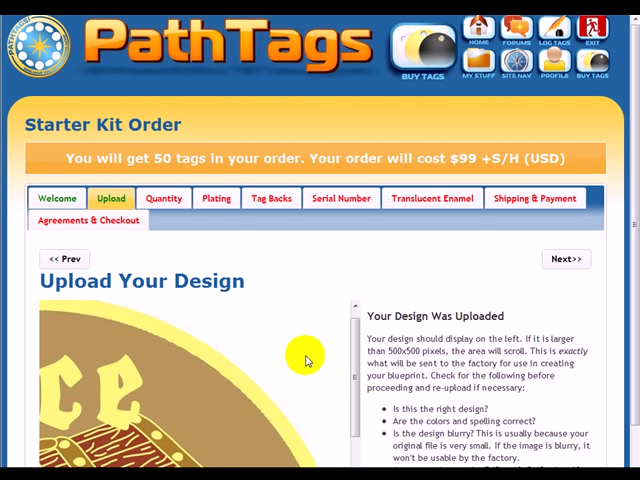 PATHTAGS
PathTags
BUY TAGS
HOME
FORUMS
LOG TAGS
EXIT
MY STUFF
SITE NAV
PROFILE
BUY TAGS
Starter Kit Order
You will get 50 tags in your order. Your order will cost $99 +S/H (USD)
Welcome
Upload
Quantity
Plating
Tag Backs
Serial Number
Translucent Enamel
Shipping & Payment
Agreements & Checkout
<< Prev
Next>>
Upload Your Design
ce
Your Design Was Uploaded
Your design should display on the left. If it is larger
than 500x500 pixels, the area will scroll. This is exactly
what will be sent to the factory for use in creating
your blueprint. Check for the following before
proceeding and re-upload if necessary:
Is this the right design?
Are the colors and spelling correct?
Is the design blurry? This is usually because your
original file is very small. If the image is blurry, it
won't be usable by the factory.